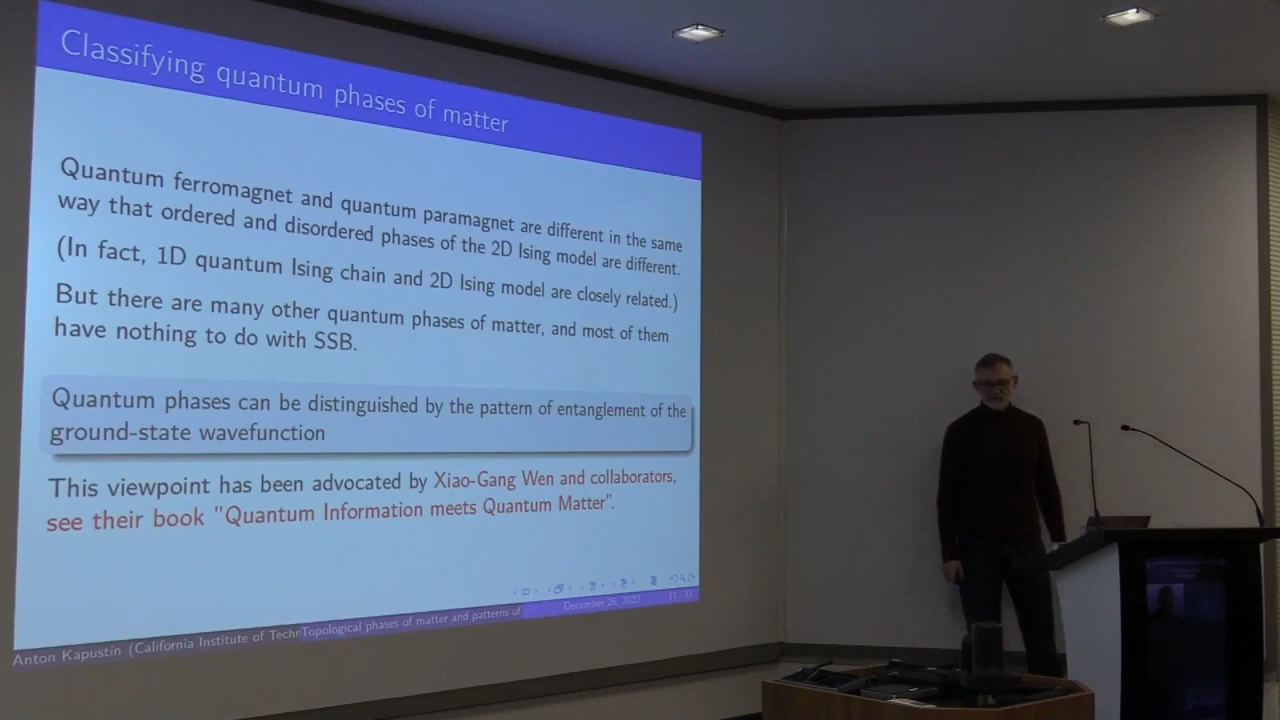 Classifying quantum phases of matter
Quantum ferromagnet and quantum paramagnet are different in the same
way that ordered and disordered phases of the 2D Ising model are different.
(In fact, 1D quantum Ising chain and 2D Ising model are closely related.)
But there are many other quantum phases of matter, and most of them
have nothing to do with SSB.
Quantum phases can be distinguished by the pattern of entanglement of the
ground-state wavefunction
This viewpoint has been advocated by Xiao-Gang Wen and collaborators,
see their book "Quantum Information meets Quantum Matter".
Anton Kapustin (California Institute of Techn Topological phases of matter and patterns of December 28, 2022 11 / 33